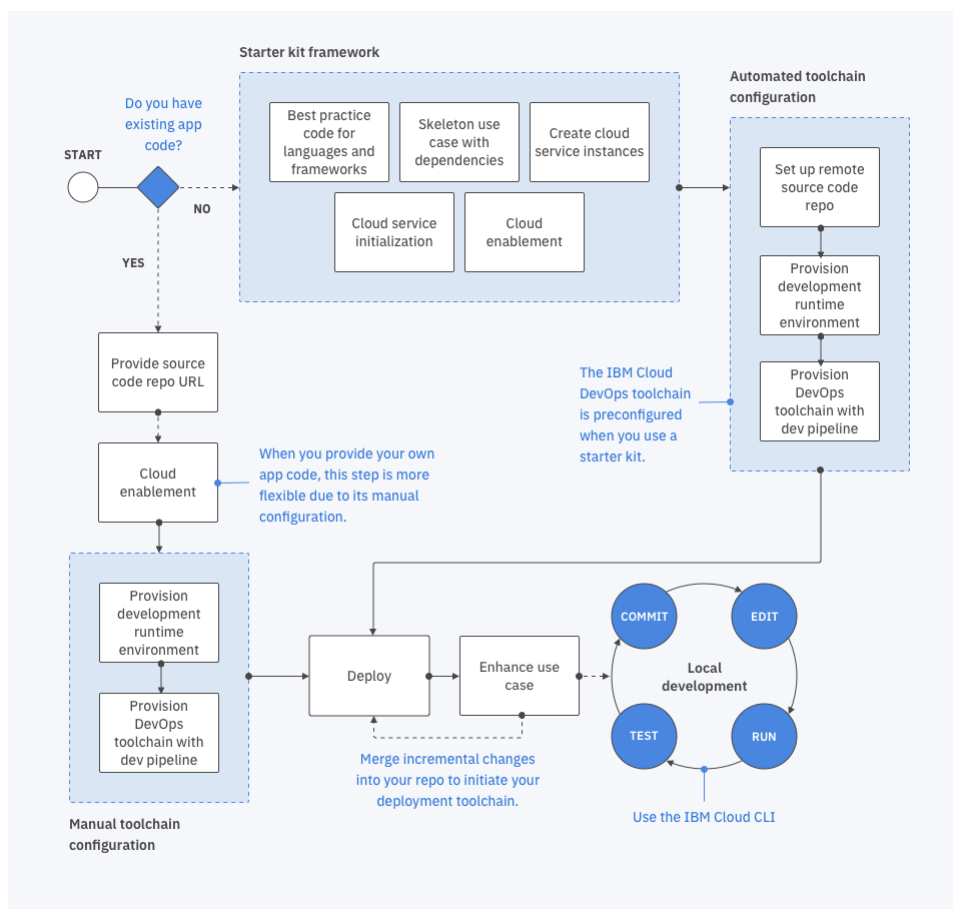 Starter kit framework
Automated toolchain
configuration
Do you have
existing app
code?
START
NO
YES
Best practice
code for
languages and
frameworks
Skeleton use
case with
dependencies
Create cloud
service instances
Cloud service
initialization
Cloud
enablement
Set up remote
source code
repo
Provision
development
runtime
environment
Provision
DevOps
toolchain with
dev pipeline
The IBM Cloud
DevOps toolchain
is preconfigured
when you use a
starter kit.
Provide source
code repo URL
Cloud
enablement
When you provide your own
app code, this step is more
flexible due to its manual
configuration.
Provision
development
runtime
environment
Provision
DevOps
toolchain with
dev pipeline
Manual toolchain
configuration
Deploy
Enhance use
case
Merge incremental changes
into your repo to initiate your
deployment toolchain.
COMMIT
EDIT
Local
development
TEST
RUN
Use the IBM Cloud CLI